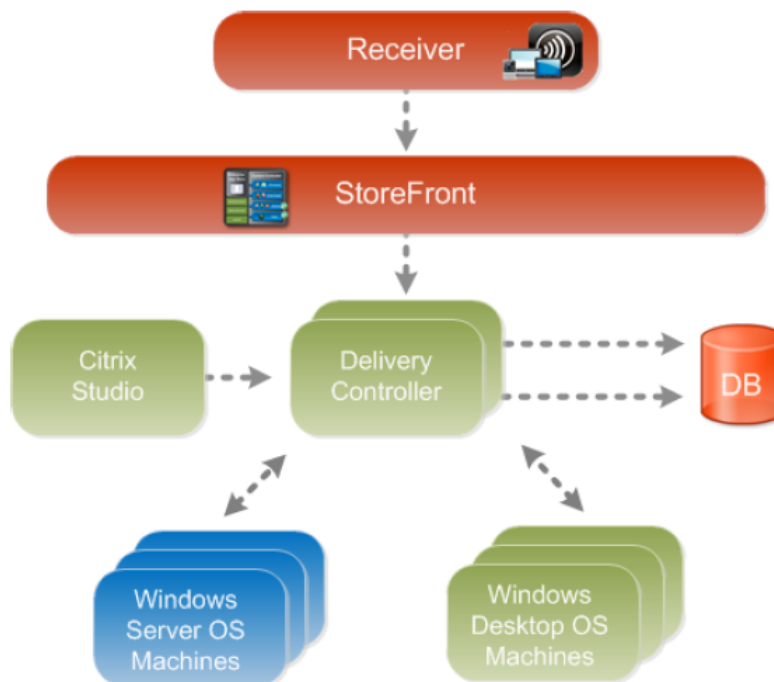 Receiver
StoreFront
Citrix
Studio
Delivery
Controller
DB
Windows
Server OS
Machines
Windows
Desktop OS
Machines